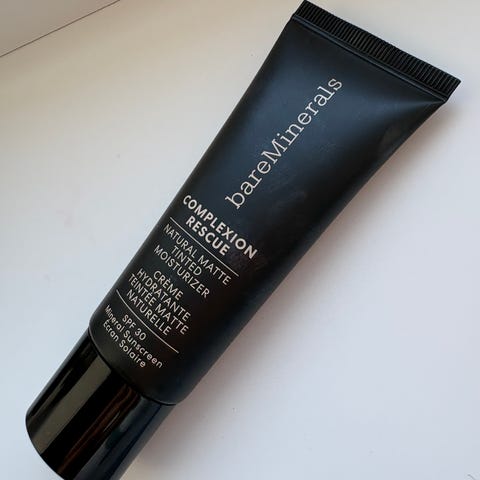 bareMinerals
COMPLEXION
RESCUE
NATURAL MATTE
TINTED
MOISTURIZER
CRÈME
HYDRATANTE
TEINTÉE MATTE
NATURELLE
SPF 30
Mineral Sunscreen
Écran Solaire